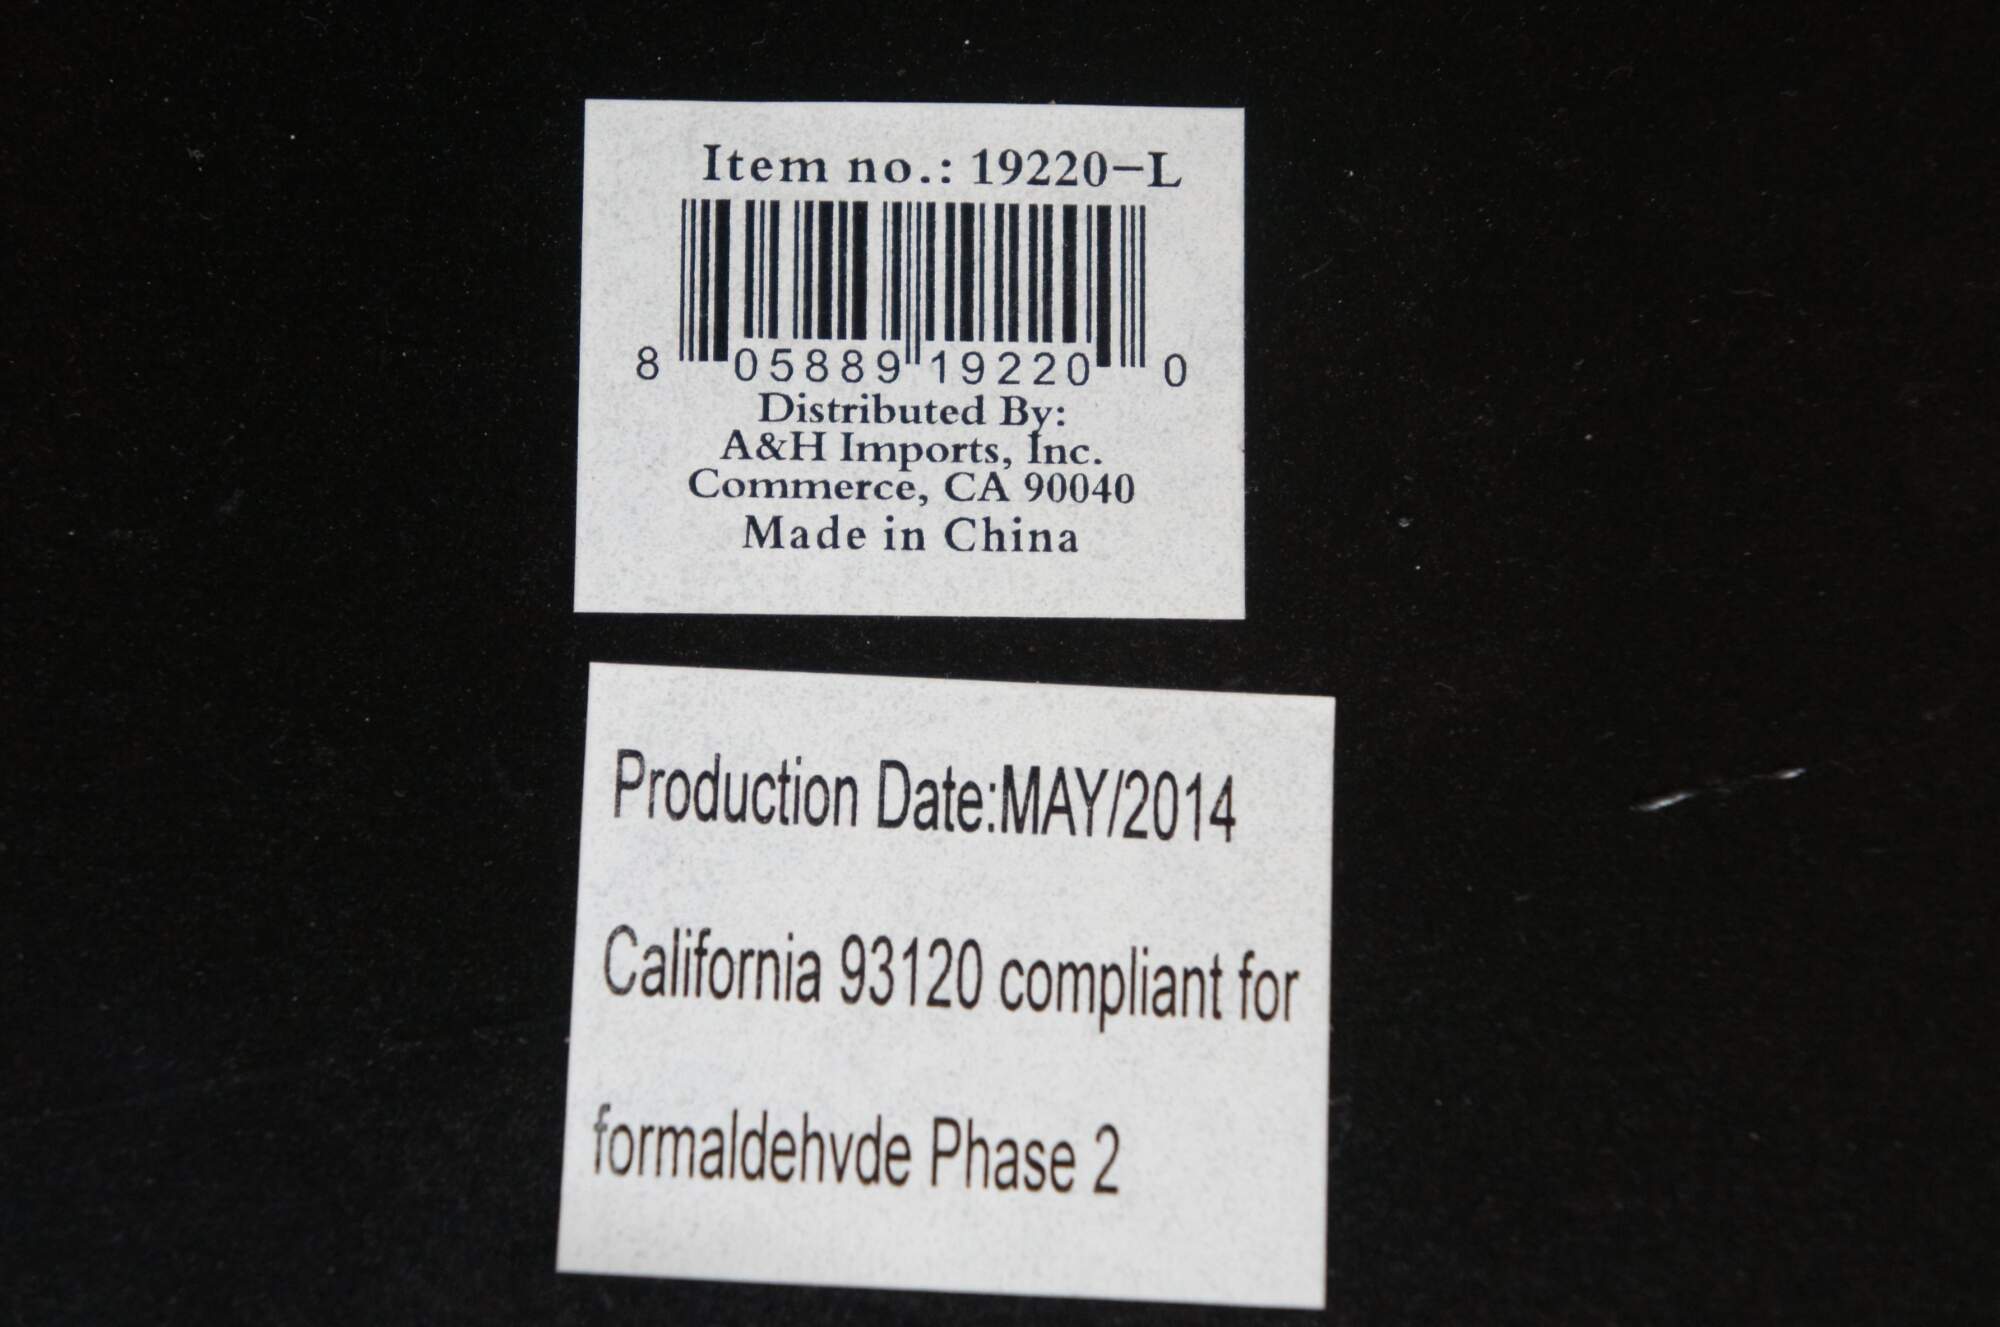 Item no.: 19220-L
8 05889 19220 0
Distributed By:
A&H Imports, Inc.
Commerce, CA 90040
Made in China
Production Date:MAY/2014
California 93120 compliant for
formaldehvde Phase 2